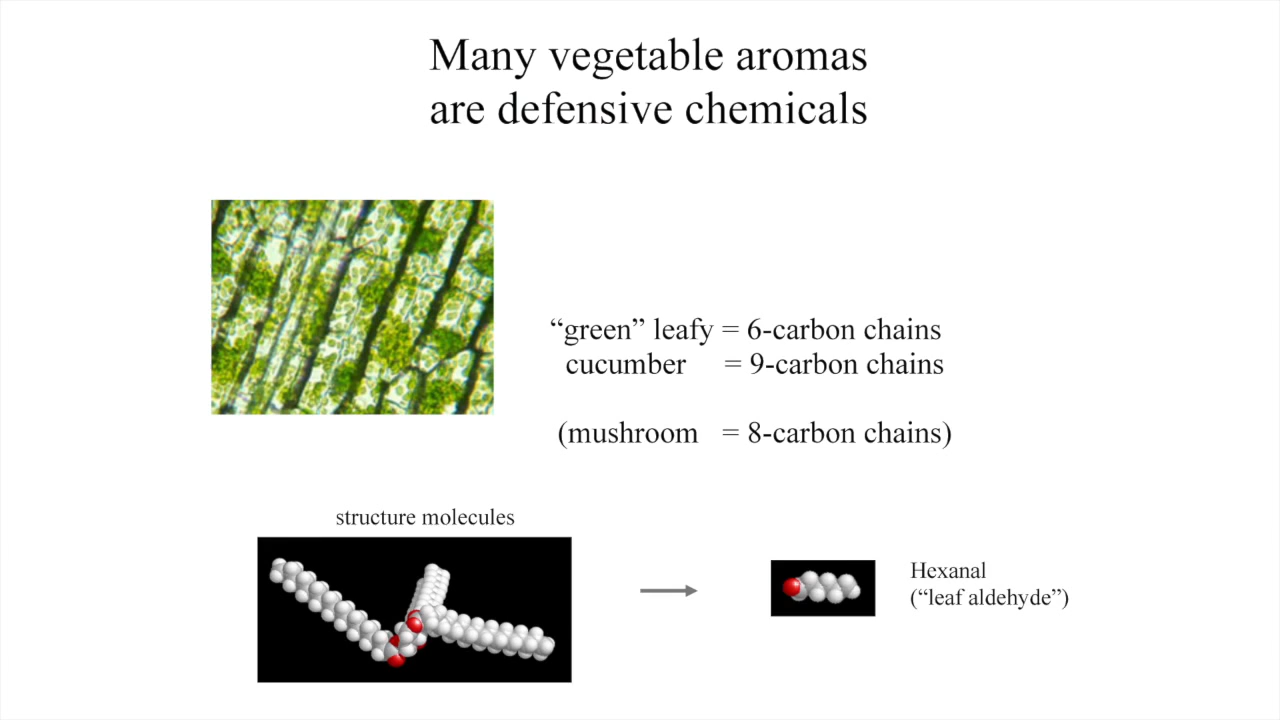 Many vegetable aromas
are defensive chemicals
“green” leafy = 6-carbon chains
cucumber = 9-carbon chains
(mushroom = 8-carbon chains)
structure molecules
Hexanal
(“leaf aldehyde”)